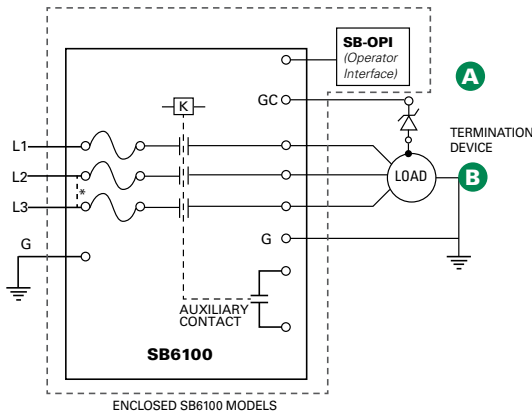 SB-OPI
(Operator
Interface)
A
GC
K
TERMINATION
DEVICE
L1
L2
*
L3
LOAD
B
G
G
AUXILIARY
CONTACT
SB6100
ENCLOSED SB6100 MODELS